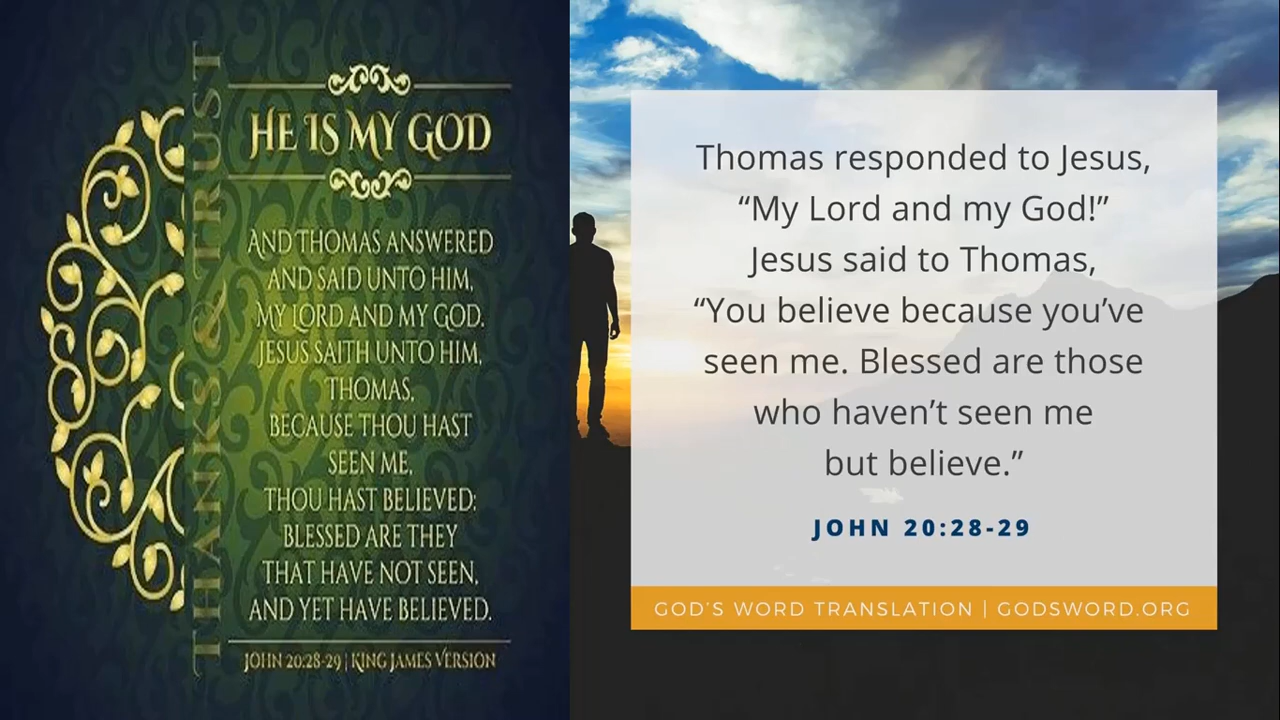 THANKS & TRUST
HE IS MY GOD
AND THOMAS ANSWERED
AND SAID UNTO HIM,
MY LORD AND MY GOD.
JESUS SAITH UNTO HIM,
THOMAS,
BECAUSE THOU HAST
SEEN ME,
THOU HAST BELIEVED:
BLESSED ARE THEY
THAT HAVE NOT SEEN,
AND YET HAVE BELIEVED.
JOHN 20:28-29 | KING JAMES VERSION
Thomas responded to Jesus,
“My Lord and my God!”
Jesus said to Thomas,
“You believe because you’ve
seen me. Blessed are those
who haven’t seen me
but believe.”
JOHN 20:28-29
GOD’S WORD TRANSLATION | GODSWORD.ORG